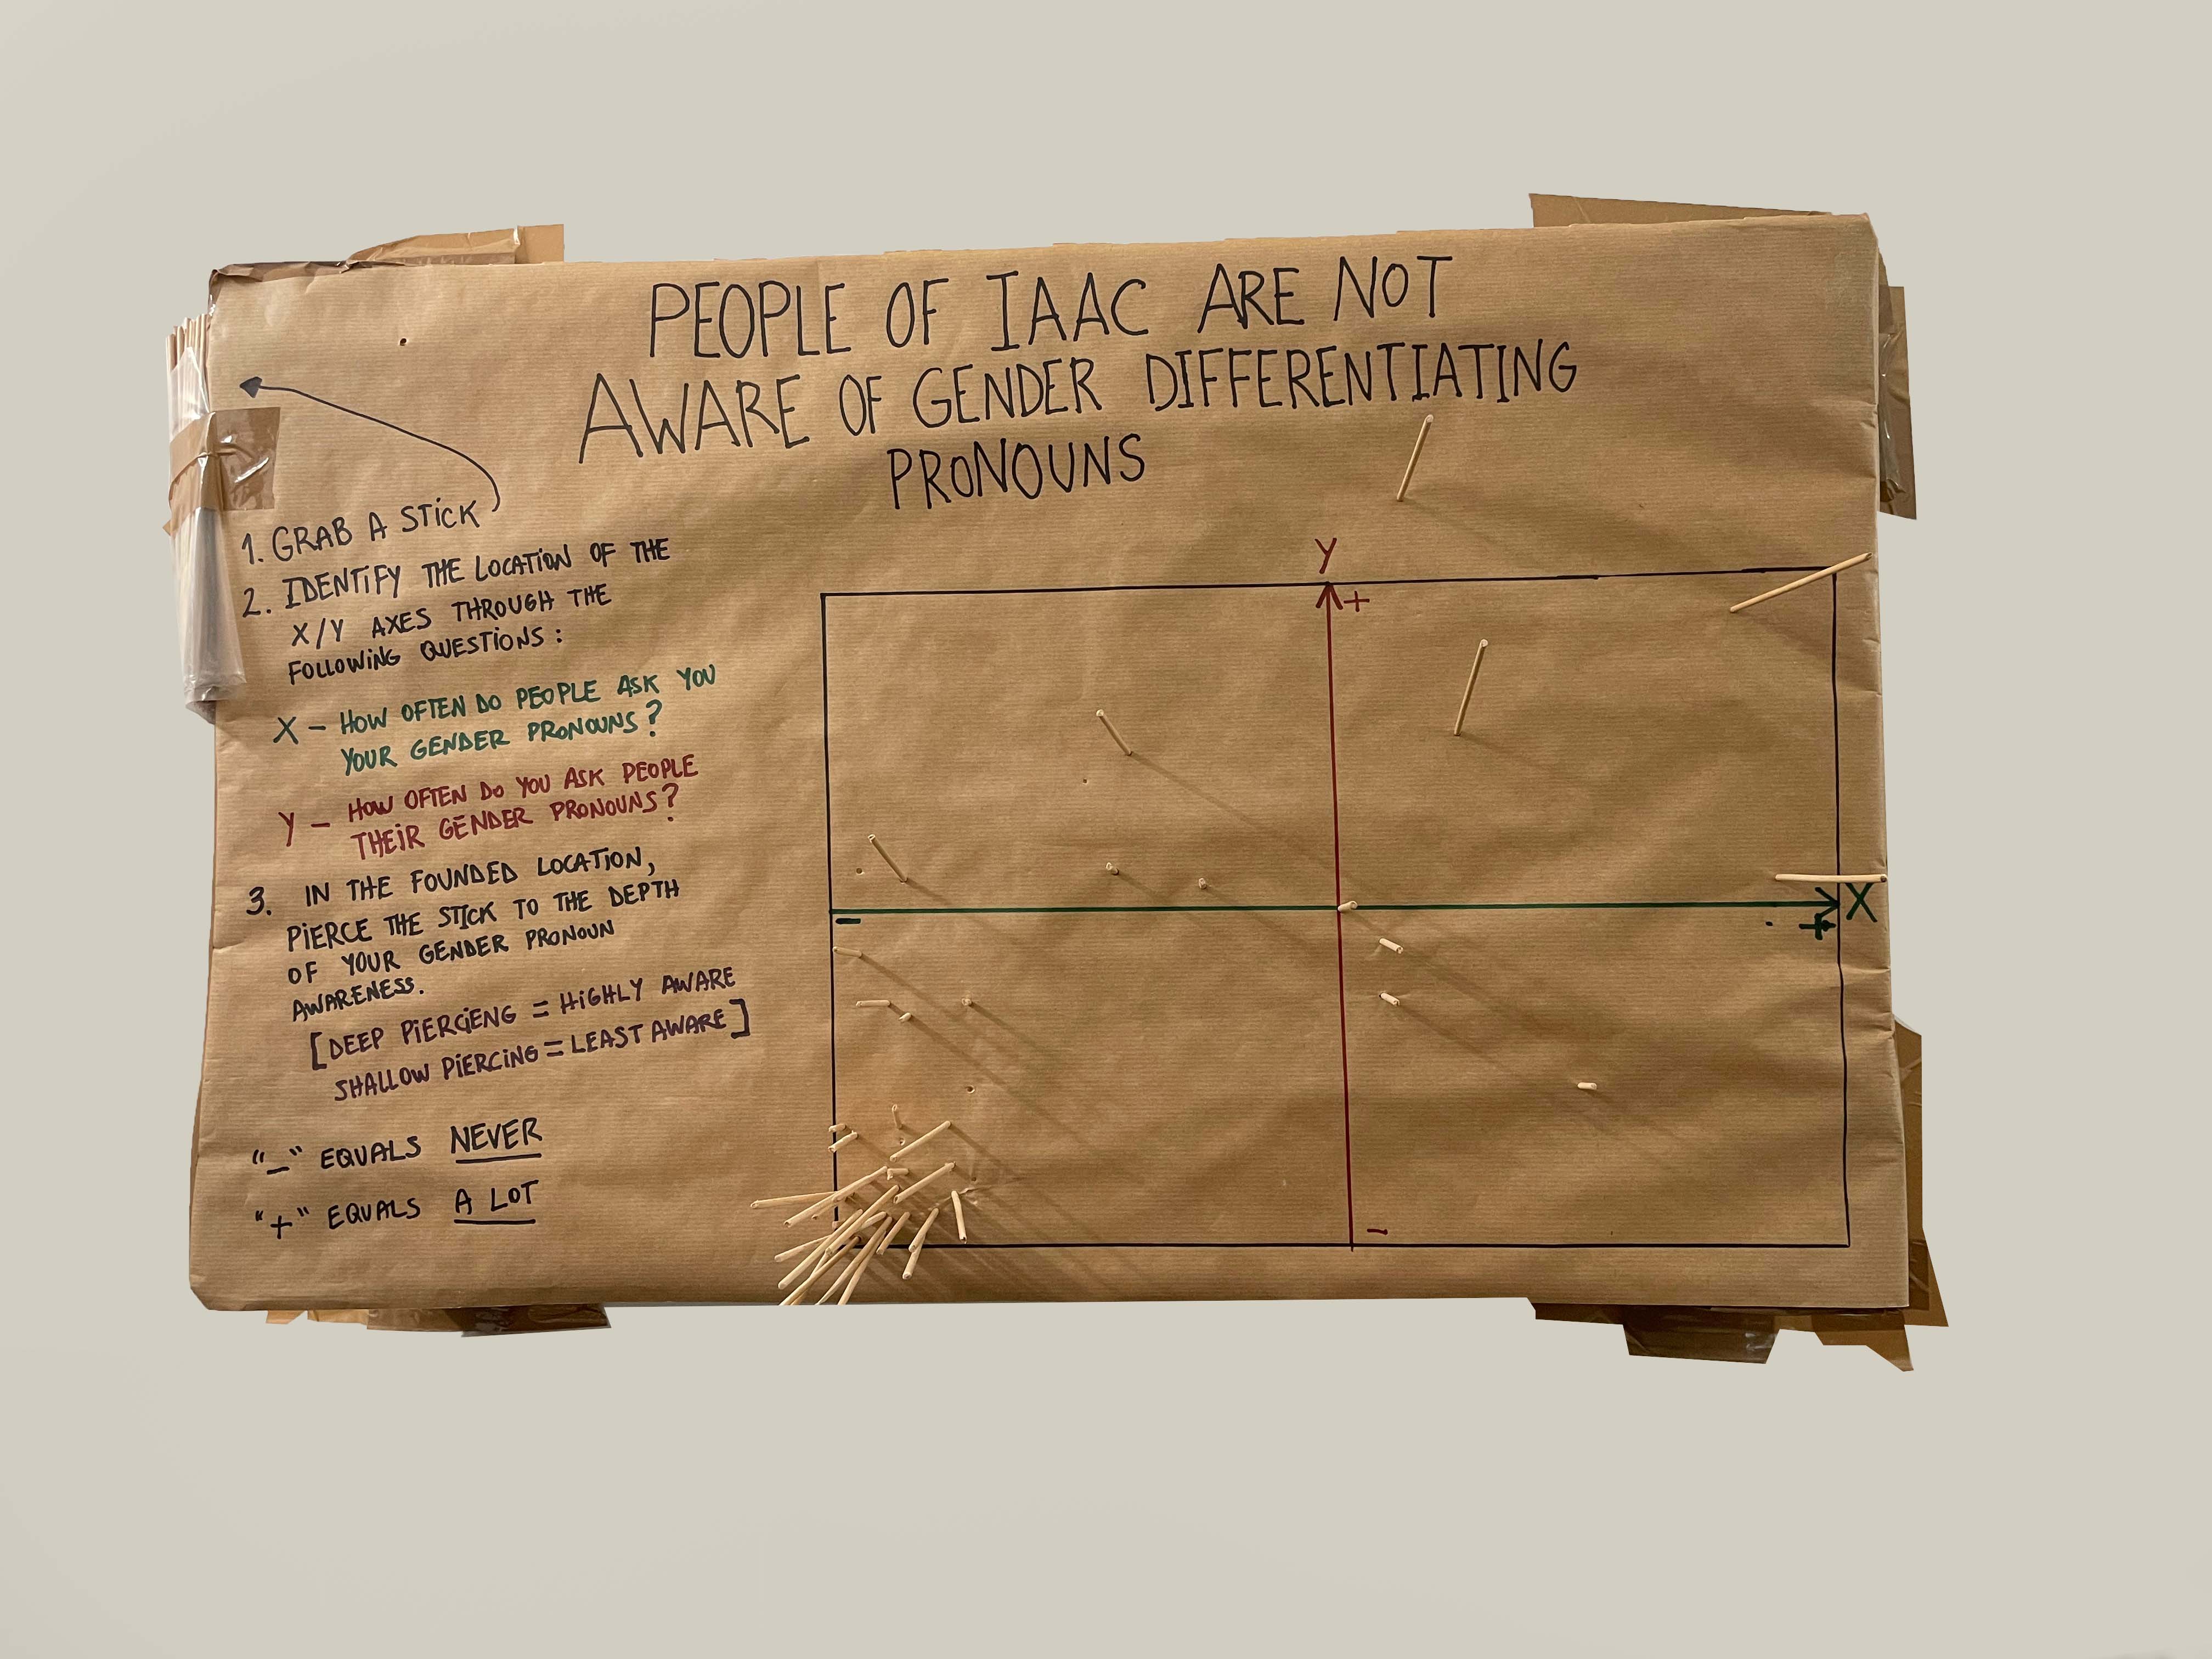 PEOPLE OF IAAC ARE NOT
AWARE OF GENDER DIFFERENTIATING
PRONOUNS
1. GRAB A STICK
2. IDENTIFY THE LOCATION OF THE
X/Y AXES THROUGH THE
FOLLOWING QUESTIONS:
X – HOW OFTEN DO PEOPLE ASK YOU
YOUR GENDER PRONOUNS?
Y – HOW OFTEN DO YOU ASK PEOPLE
THEIR GENDER PRONOUNS?
3. IN THE FOUNDED LOCATION,
PIERCE THE STICK TO THE DEPTH
OF YOUR GENDER PRONOUN
AWARENESS.
[DEEP PIERCIENG = HIGHLY AWARE
SHALLOW PIERCING = LEAST AWARE]
"–" EQUALS NEVER
"+" EQUALS A LOT
Y
+
–
X
+
–